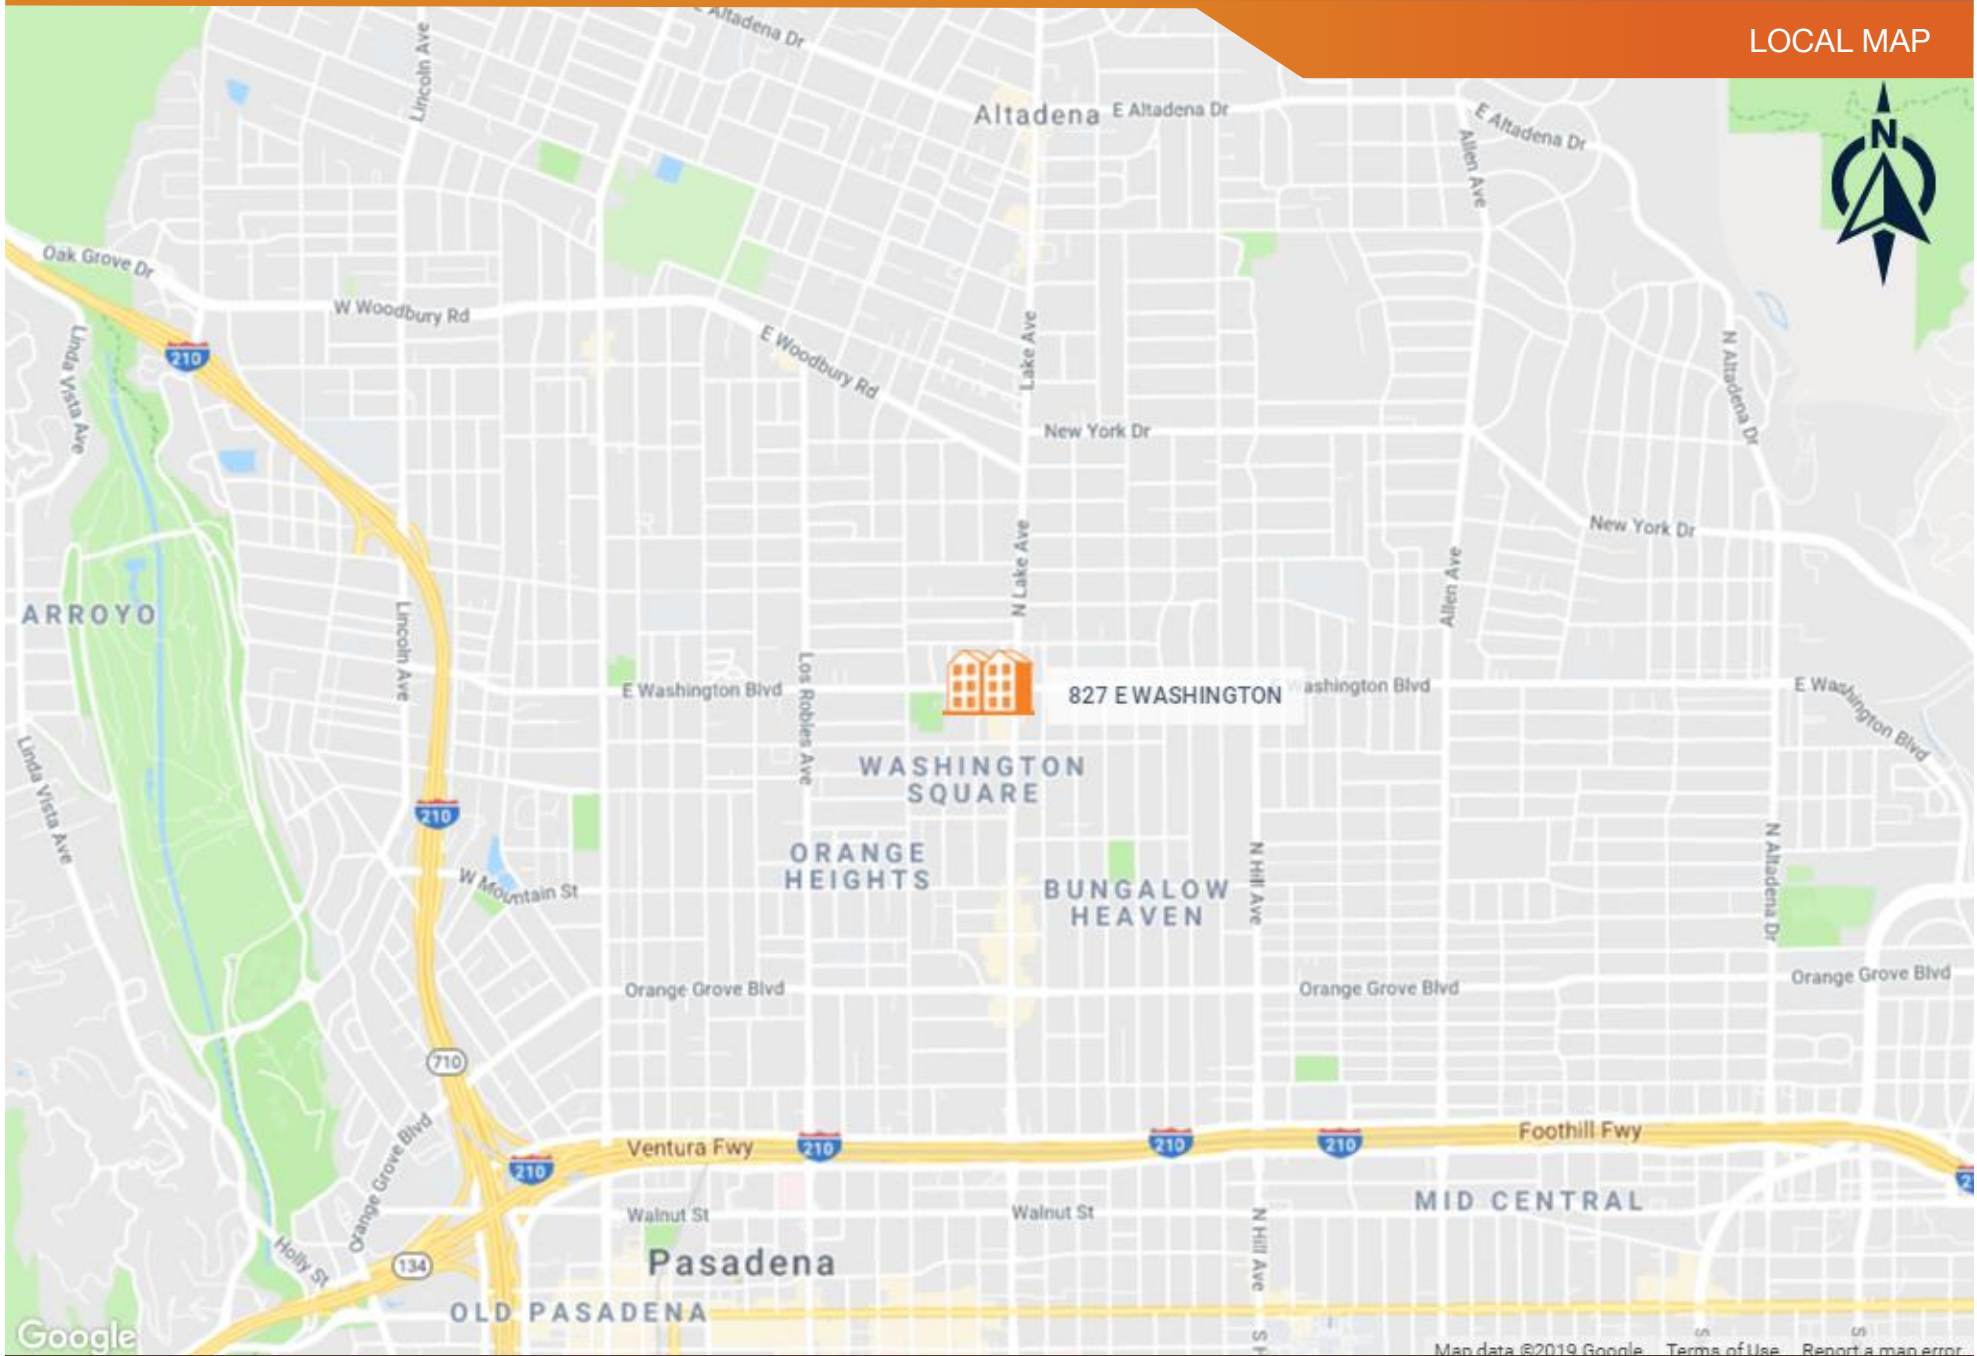 LOCAL MAP
E Altadena Dr
Lincoln Ave
Altadena
E Altadena Dr
E Altadena Dr
N
Allen Ave
Oak Grove Dr
W Woodbury Rd
Linda Vista Ave
210
E Woodbury Rd
Lake Ave
N Altadena Dr
New York Dr
New York Dr
N Lake Ave
Allen Ave
ARROYO
Lincoln Ave
Los Robles Ave
E Washington Blvd
827 E WASHINGTON
ashington Blvd
E Washington Blvd
WASHINGTON
SQUARE
Linda Vista Ave
210
ORANGE
HEIGHTS
BUNGALOW
HEAVEN
N Hill Ave
N Altadena Dr
W Mountain St
Orange Grove Blvd
Orange Grove Blvd
Orange Grove Blvd
710
Orange Grove Blvd
210
Ventura Fwy
210
210
210
Foothill Fwy
MID CENTRAL
Walnut St
Walnut St
N Hill Ave
Holly St
134
Pasadena
OLD PASADENA
Google
Map data ©2019 Google
Terms of Use
Report a map error